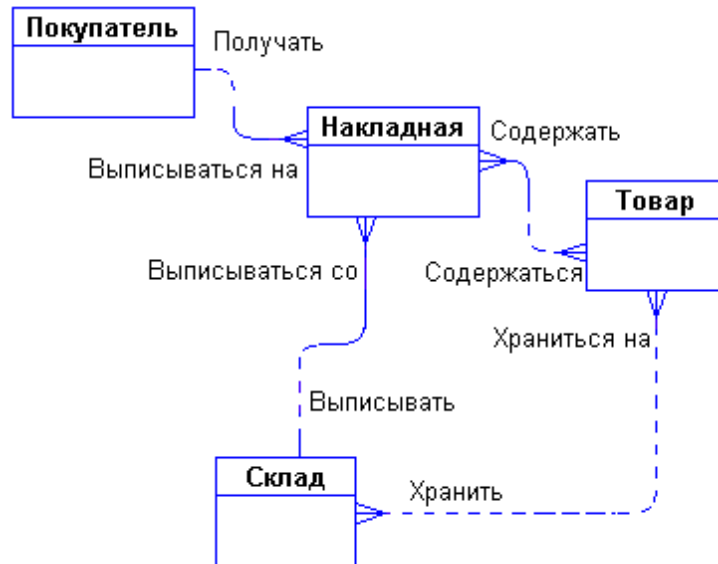 Покупатель
Получать
Накладная
Содержать
Выписываться на
Товар
Выписываться со
Содержаться
Храниться на
Выписывать
Склад
Хранить